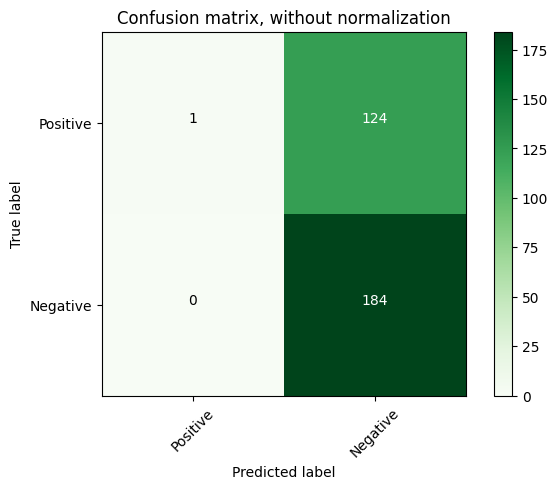 Confusion matrix, without normalization
True label
Positive
Negative
1
124
0
184
Positive
Negative
Predicted label
175
150
125
100
75
50
25
0